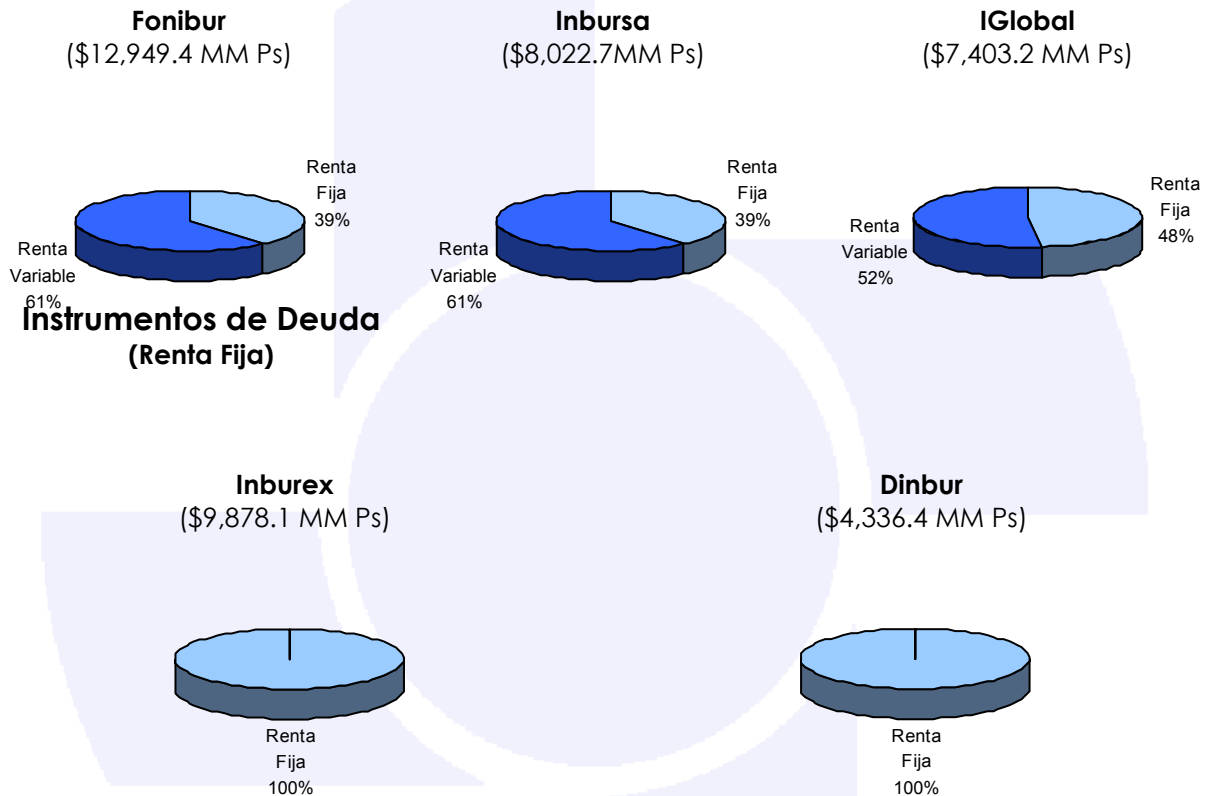 Fonibur
($12,949.4 MM Ps)
Renta
Fija
39%
Renta
Variable
61%
Inbursa
($8,022.7MM Ps)
Renta
Fija
39%
Renta
Variable
61%
IGlobal
($7,403.2 MM Ps)
Renta
Fija
48%
Renta
Variable
52%
Instrumentos de Deuda
(Renta Fija)
Inburex
($9,878.1 MM Ps)
Renta
Fija
100%
Dinbur
($4,336.4 MM Ps)
Renta
Fija
100%